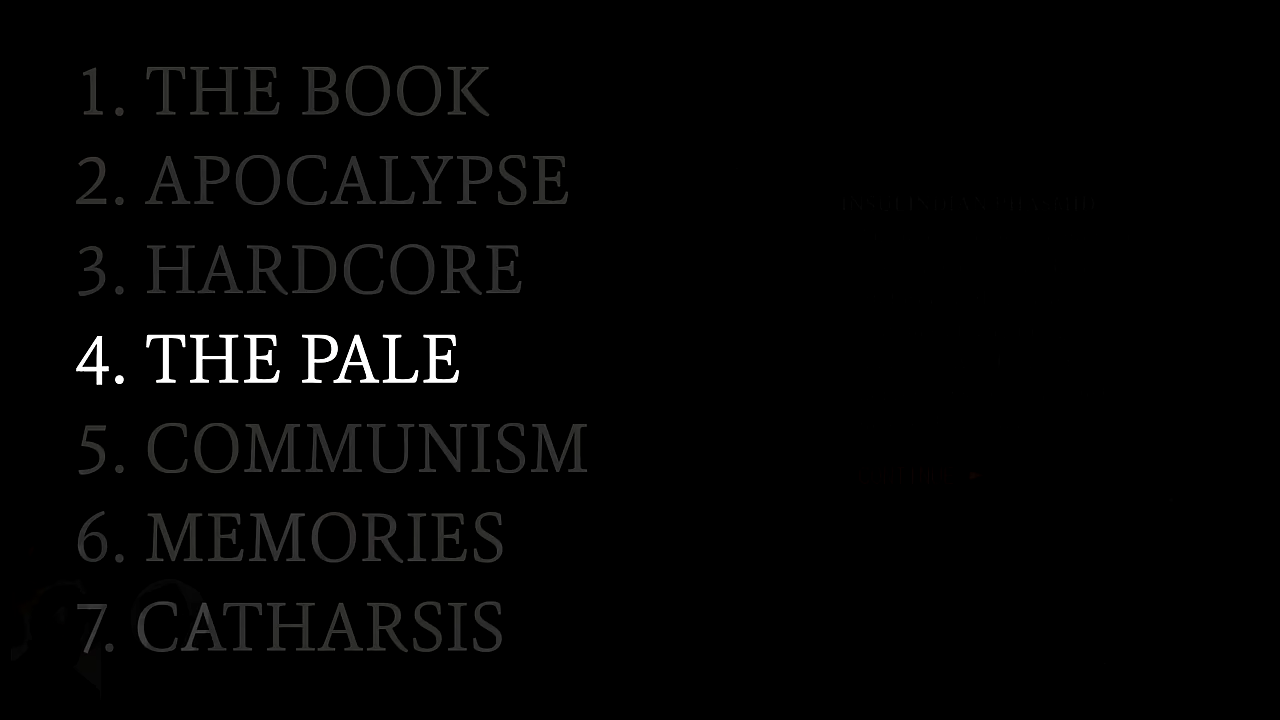 1. THE BOOK
2. APOCALYPSE
3. HARDCORE
4. THE PALE
5. COMMUNISM
6. MEMORIES
7. CATHARSIS